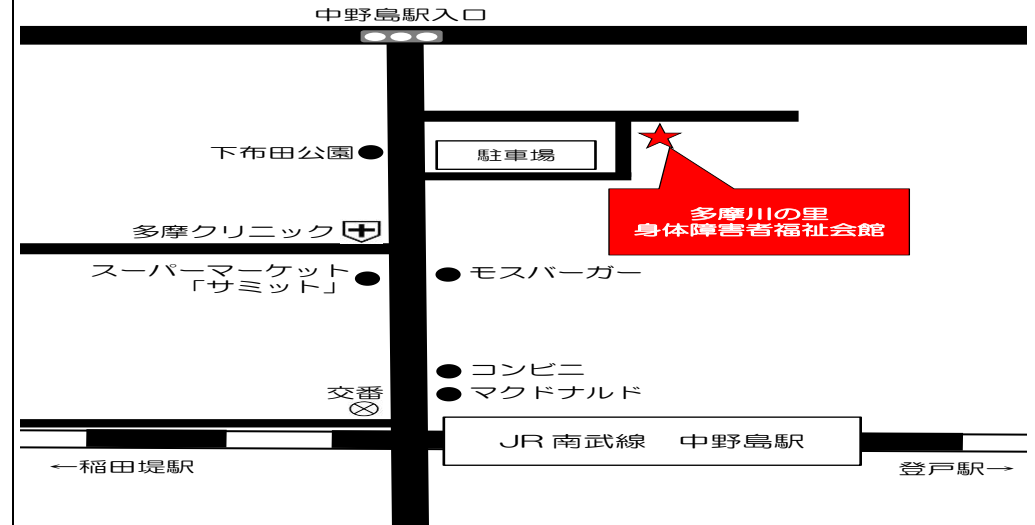 中野島駅入口
下布田公園
駐車場
多摩川の里
身体障害者福祉会館
多摩クリニック
スーパーマーケット
「サミット」
モスバーガー
コンビニ
マクドナルド
交番
JR 南武線　中野島駅
←稲田堤駅
登戸駅→